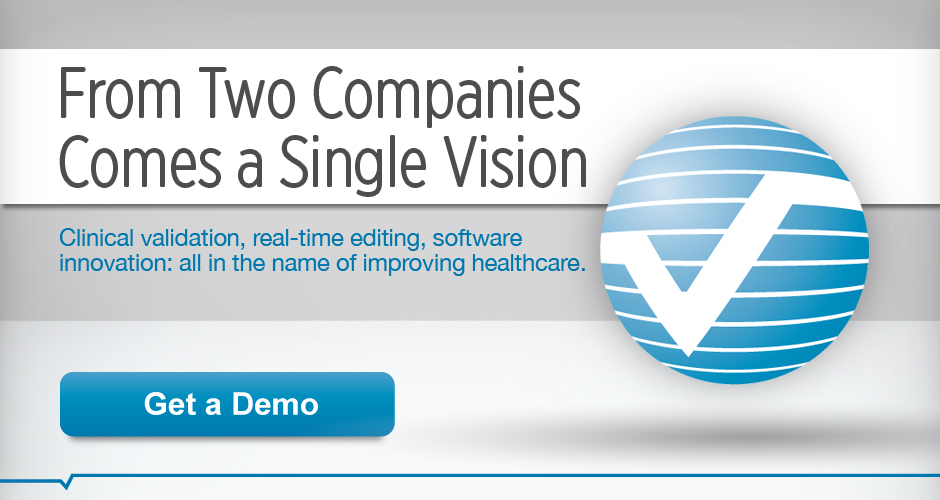 From Two Companies
Comes a Single Vision
Clinical validation, real-time editing, software
innovation: all in the name of improving healthcare.
Get a Demo